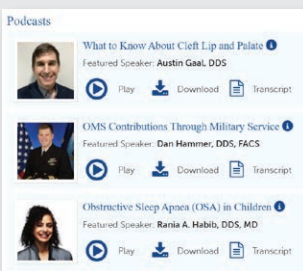 Podcasts
What to Know About Cleft Lip and Palate
Featured Speaker: Austin Gaal, DDS
Play Download Transcript
OMS Contributions Through Military Service
Featured Speaker: Dan Hammer, DDS, FACS
Play Download Transcript
Obstructive Sleep Apnea (OSA) in Children
Featured Speaker: Rania A. Habib, DDS, MD
Play Download Transcript